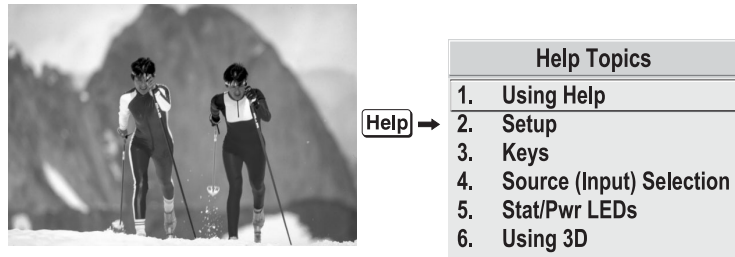 Help
Help Topics
1. Using Help
2. Setup
3. Keys
4. Source (Input) Selection
5. Stat/Pwr LEDs
6. Using 3D